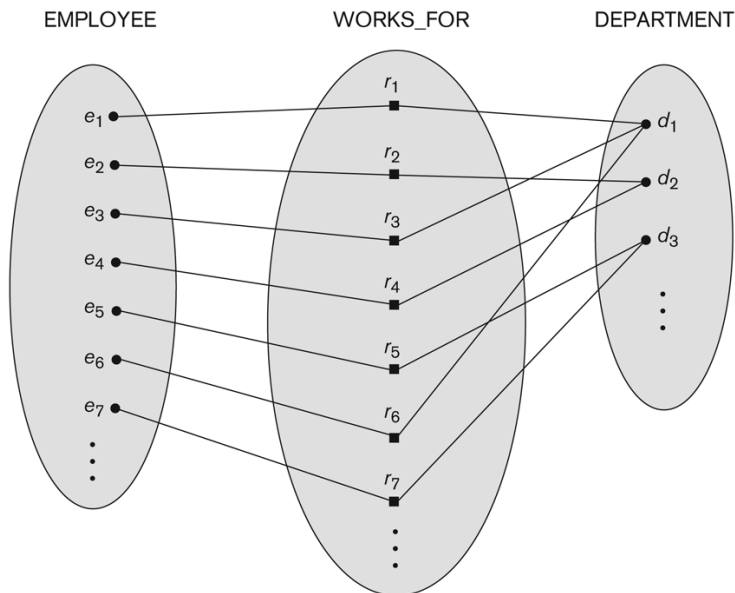 EMPLOYEE
WORKS_FOR
DEPARTMENT
e₁
e₂
e₃
e₄
e₅
e₆
e₇
r₁
r₂
r₃
r₄
r₅
r₆
r₇
d₁
d₂
d₃